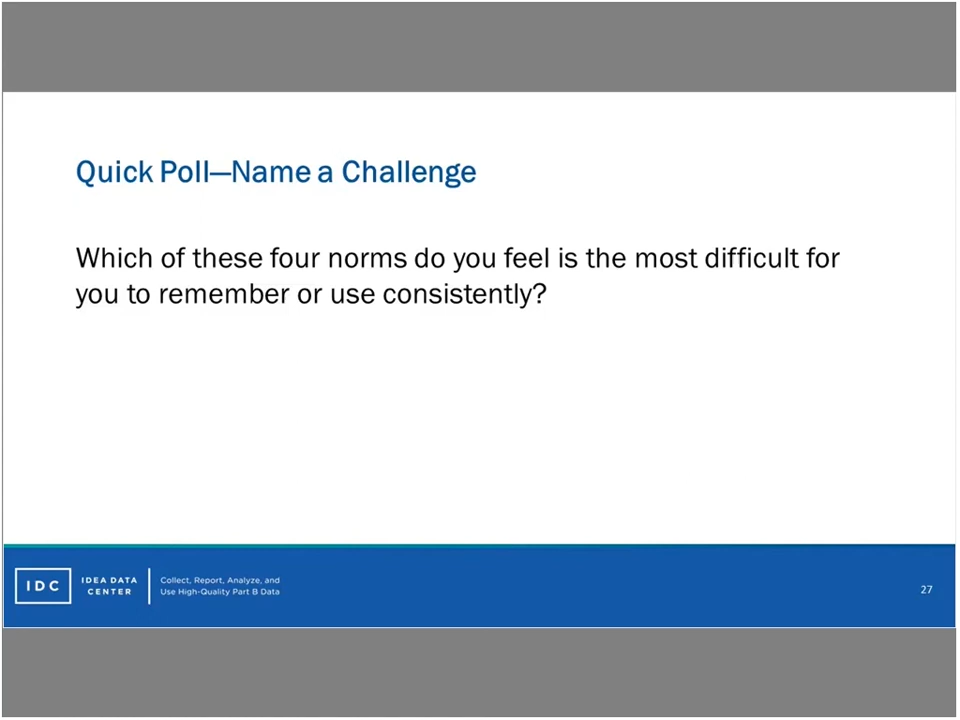 Quick Poll—Name a Challenge
Which of these four norms do you feel is the most difficult for
you to remember or use consistently?
IDC
IDEA DATA
CENTER
Collect, Report, Analyze, and
Use High-Quality Part B Data
27